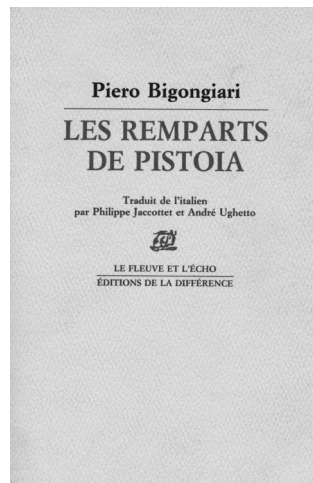 Piero Bigongiari
LES REMPARTS
DE PISTOIA
Traduit de l'italien
par Philippe Jaccottet et André Ughetto
LE FLEUVE ET L'ÉCHO
ÉDITIONS DE LA DIFFÉRENCE